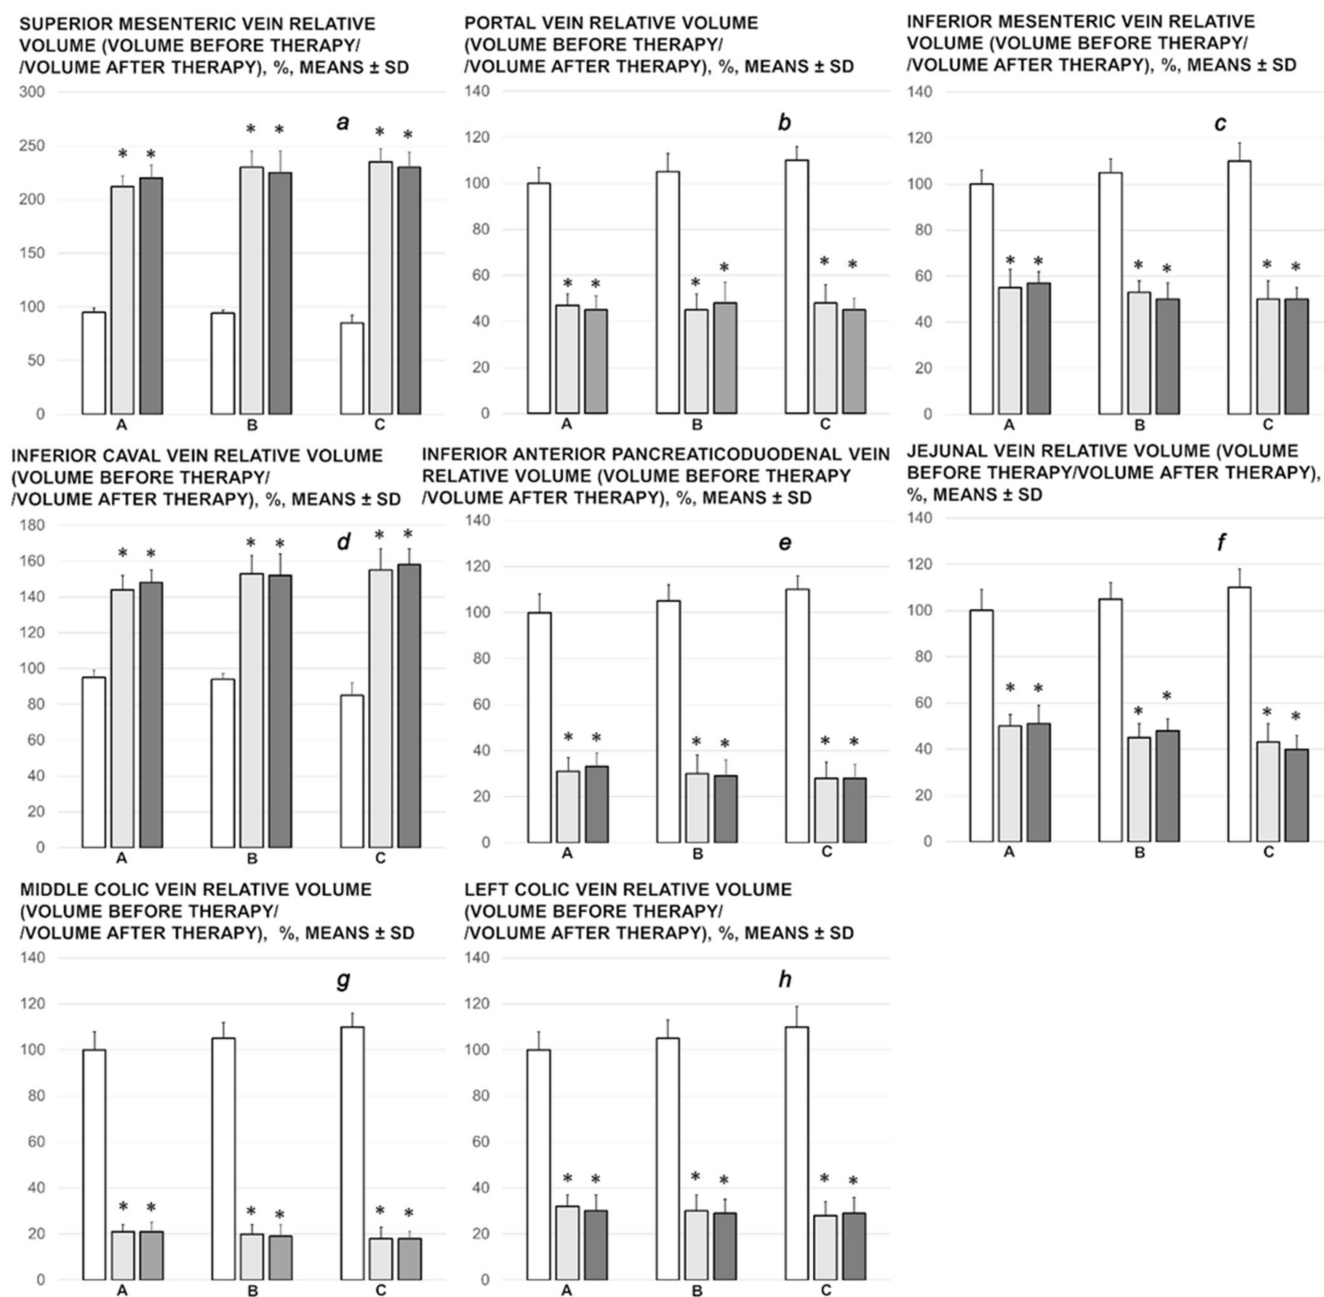 SUPERIOR MESENTERIC VEIN RELATIVE
VOLUME (VOLUME BEFORE THERAPY/
/VOLUME AFTER THERAPY), %, MEANS ± SD
300
250
200
150
100
50
0
a
* *
* *
* *
A B C
PORTAL VEIN RELATIVE VOLUME
(VOLUME BEFORE THERAPY/
/VOLUME AFTER THERAPY), %, MEANS ± SD
140
120
100
80
60
40
20
0
b
* *
* *
* *
A B C
INFERIOR MESENTERIC VEIN RELATIVE
VOLUME (VOLUME BEFORE THERAPY/
/VOLUME AFTER THERAPY), %, MEANS ± SD
140
120
100
80
60
40
20
0
c
* *
* *
* *
A B C
INFERIOR CAVAL VEIN RELATIVE VOLUME
(VOLUME BEFORE THERAPY/
/VOLUME AFTER THERAPY), %, MEANS ± SD
180
160
140
120
100
80
60
40
20
0
d
* *
* *
* *
A B C
INFERIOR ANTERIOR PANCREATICODUODENAL VEIN
RELATIVE VOLUME (VOLUME BEFORE THERAPY
/VOLUME AFTER THERAPY), %, MEANS ± SD
140
120
100
80
60
40
20
0
e
* *
* *
* *
A B C
JEJUNAL VEIN RELATIVE VOLUME (VOLUME
BEFORE THERAPY/VOLUME AFTER THERAPY),
%, MEANS ± SD
140
120
100
80
60
40
20
0
f
* *
* *
* *
A B C
MIDDLE COLIC VEIN RELATIVE VOLUME
(VOLUME BEFORE THERAPY/
/VOLUME AFTER THERAPY), %, MEANS ± SD
140
120
100
80
60
40
20
0
g
* *
* *
* *
A B C
LEFT COLIC VEIN RELATIVE VOLUME
(VOLUME BEFORE THERAPY/
/VOLUME AFTER THERAPY), %, MEANS ± SD
140
120
100
80
60
40
20
0
h
* *
* *
* *
A B C